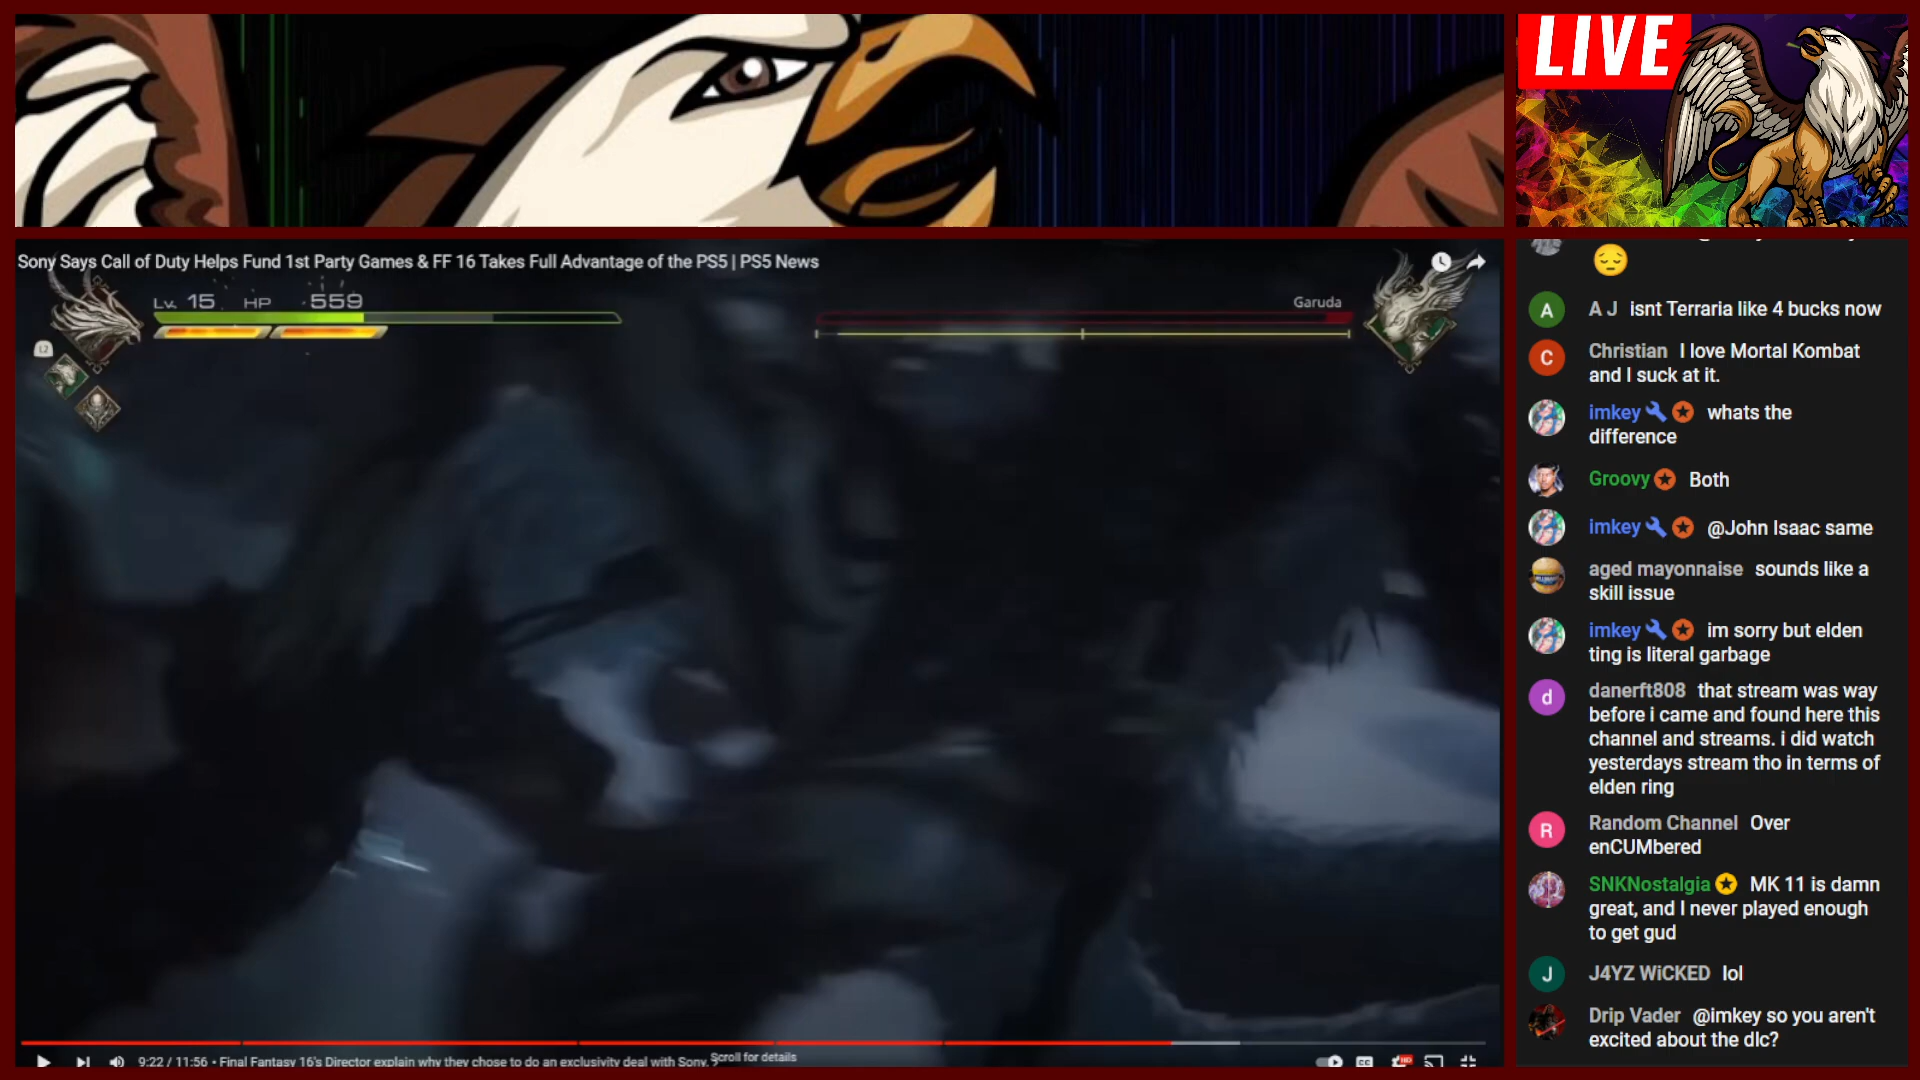 LIVE
Sony Says Call of Duty Helps Fund 1st Party Games & FF 16 Takes Full Advantage of the PS5 | PS5 News
Lv. 15 HP 559
Garuda
L2
A J isnt Terraria like 4 bucks now
Christian I love Mortal Kombat
and I suck at it.
imkey whats the
difference
Groovy Both
imkey @John Isaac same
aged mayonnaise sounds like a
skill issue
imkey im sorry but elden
ting is literal garbage
danerft808 that stream was way
before i came and found here this
channel and streams. i did watch
yesterdays stream tho in terms of
elden ring
Random Channel Over
enCUMbered
SNKNostalgia MK 11 is damn
great, and I never played enough
to get gud
J4YZ WiCKED lol
Drip Vader @imkey so you aren't
excited about the dlc?
9:22 / 11:56 • Final Fantasy 16's Director explain why they chose to do an exclusivity deal with Sony. >
Scroll for details
CC
HD